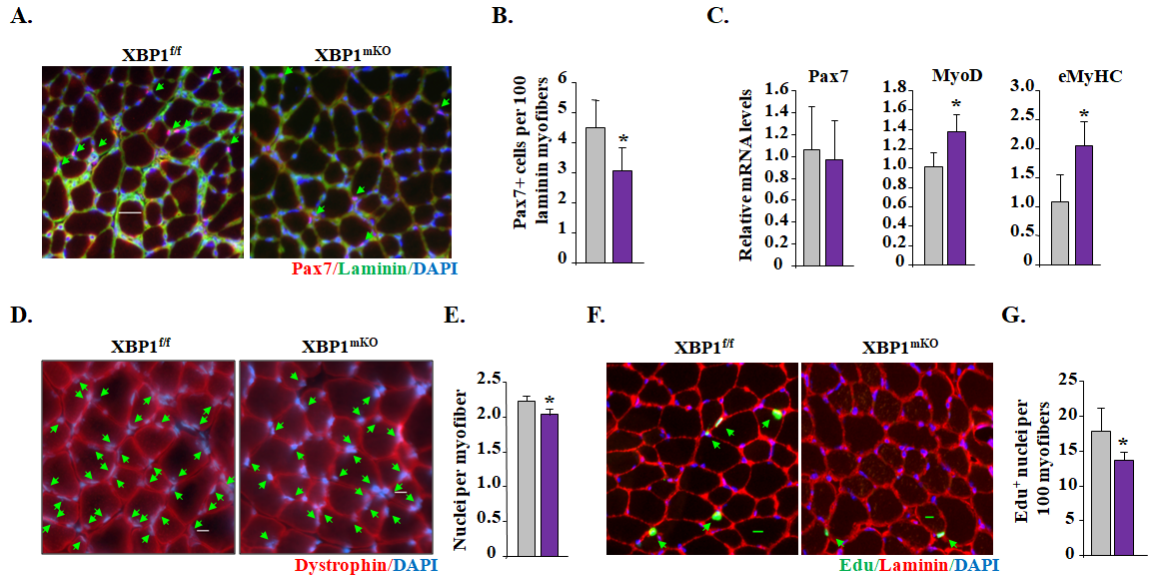 A.
XBP1f/f
XBP1mKO
Pax7/Laminin/DAPI
B.
Pax7+ cells per 100
laminin myofibers
6
5
4
3
2
1
0
*
C.
Relative mRNA levels
Pax7
1.6
1.4
1.2
1.0
0.8
0.6
0.4
0.2
1.0
MyoD
1.8
1.6
1.4
1.2
1.0
0.8
0.6
0.4
0.2
0
*
eMyHC
3.0
2.5
2.0
1.5
1.0
0.5
0
*
D.
XBP1f/f
XBP1mKO
Dystrophin/DAPI
E.
Nuclei per myofiber
2.5
2.0
1.5
1.0
0.5
0
*
F.
XBP1f/f
XBP1mKO
Edu/Laminin/DAPI
G.
Edu+ nuclei per
100 myofibers
25
20
15
10
5
0
*